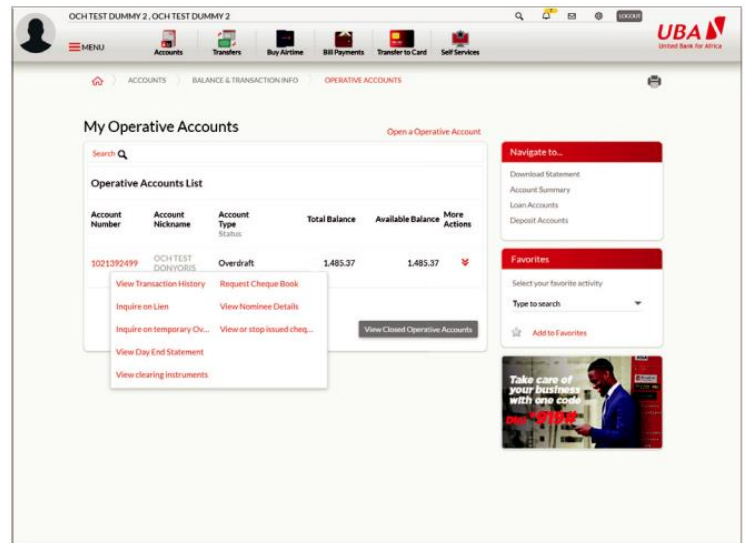 OCH TEST DUMMY 2 , OCH TEST DUMMY 2
LOGOUT
UBA
United Bank for Africa
MENU
Accounts
Transfers
Buy Airtime
Bill Payments
Transfer to Card
Self Services
ACCOUNTS
BALANCE & TRANSACTION INFO
OPERATIVE ACCOUNTS
My Operative Accounts
Open a Operative Account
Search
Operative Accounts List
Account Number
Account Nickname
Account Type
Status
Total Balance
Available Balance
More Actions
1021392499
OCH TEST DONYORIS
Overdraft
1,485.37
1,485.37
View Transaction History
Request Cheque Book
Inquire on Lien
View Nominee Details
Inquire on temporary Ov...
View or stop issued cheq...
View Day End Statement
View clearing instruments
View Closed Operative Accounts
Navigate to...
Download Statement
Account Summary
Loan Accounts
Deposit Accounts
Favorites
Select your favorite activity
Type to search
Add to Favorites
Take care of
your business
with one code
Dial *919#